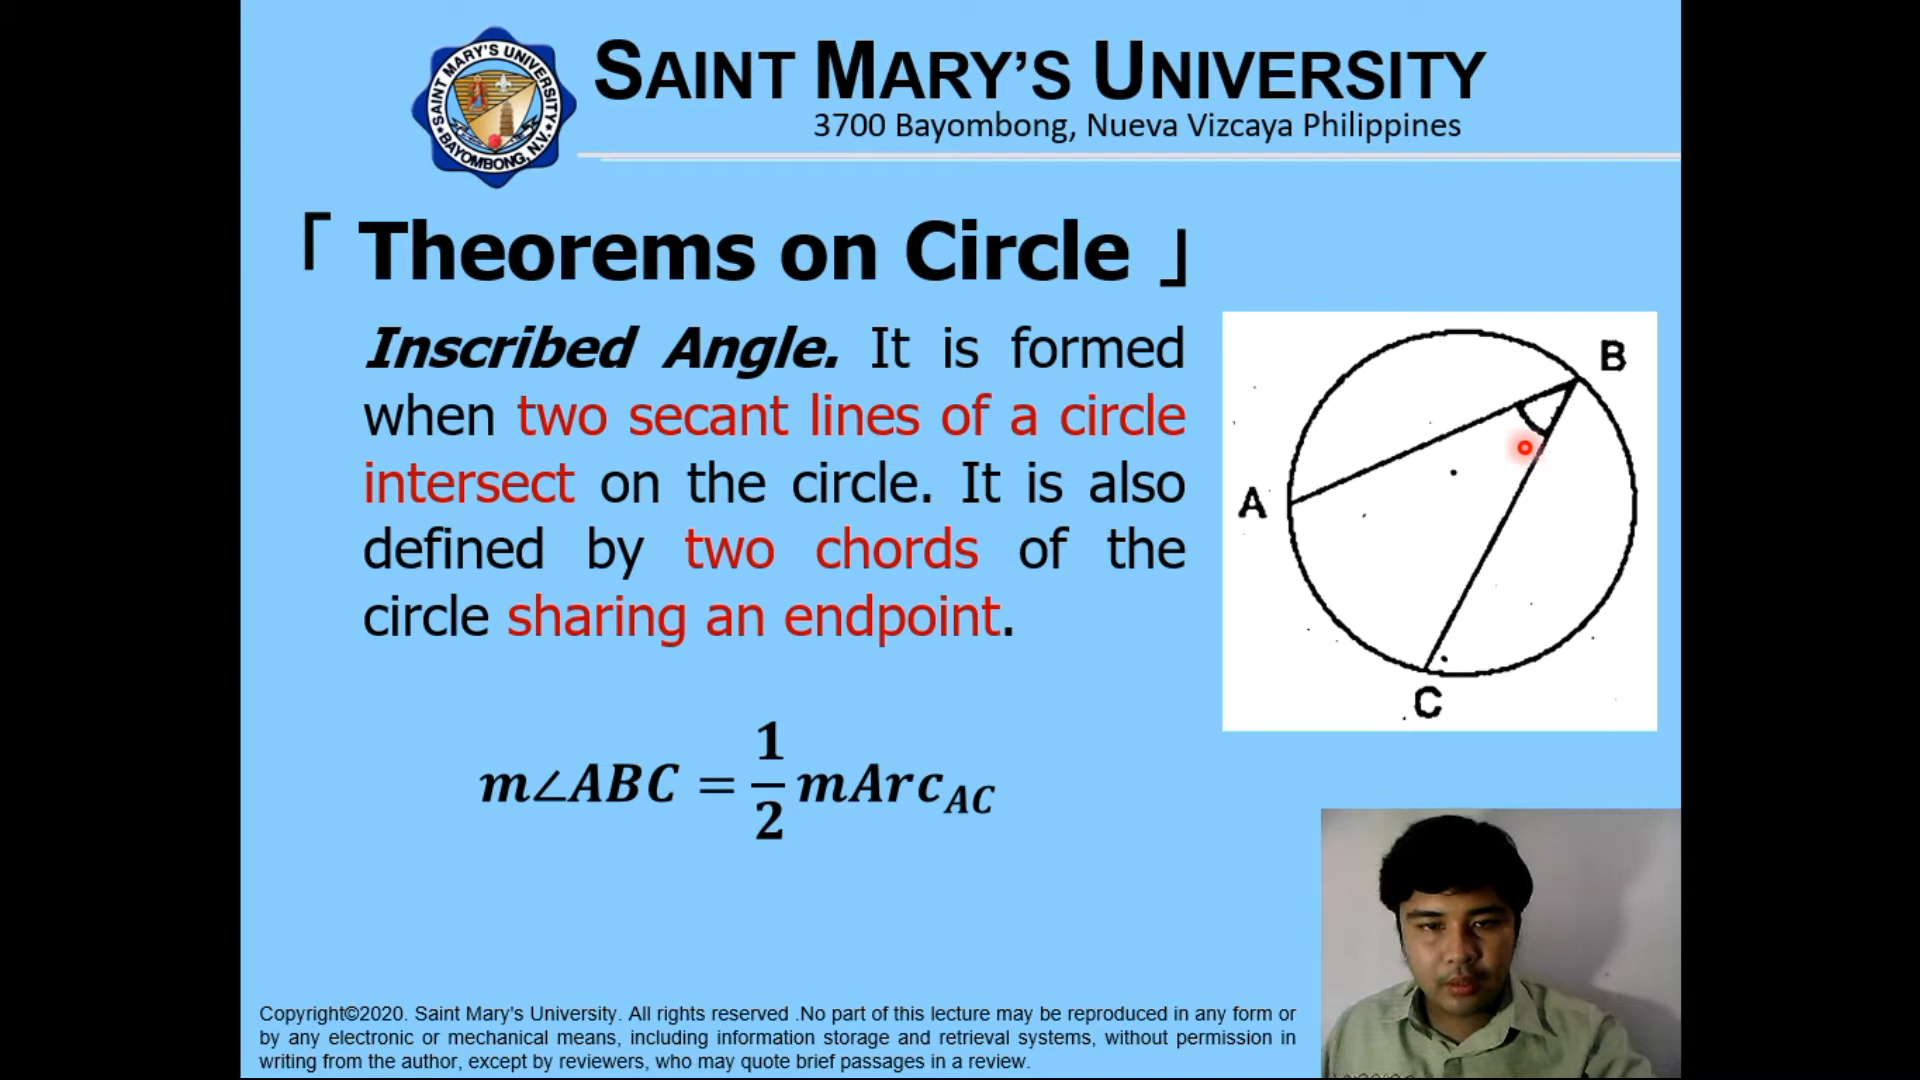 SAINT MARY'S UNIVERSITY
SAINT MARY'S UNIVERSITY
BAYOMBONG, N.V.
3700 Bayombong, Nueva Vizcaya Philippines
「 Theorems on Circle 」
Inscribed Angle. It is formed
when two secant lines of a circle
intersect on the circle. It is also
defined by two chords of the
circle sharing an endpoint.
B
A
C
m∠ABC = 1/2 mArc_AC
Copyright©2020. Saint Mary's University. All rights reserved .No part of this lecture may be reproduced in any form or
by any electronic or mechanical means, including information storage and retrieval systems, without permission in
writing from the author, except by reviewers, who may quote brief passages in a review.